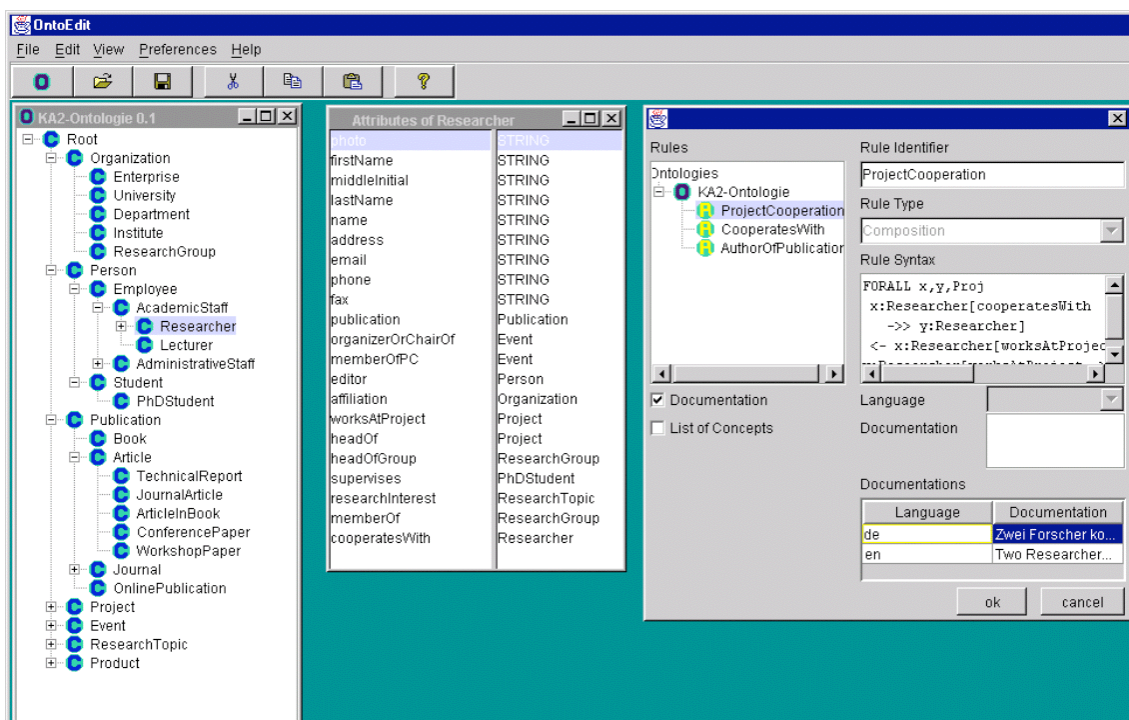 OntoEdit
File Edit View Preferences Help
KA2-Ontologie 0.1
Root
Organization
Enterprise
University
Department
Institute
ResearchGroup
Person
Employee
AcademicStaff
Researcher
Lecturer
AdministrativeStaff
Student
PhDStudent
Publication
Book
Article
TechnicalReport
JournalArticle
ArticleInBook
ConferencePaper
WorkshopPaper
Journal
OnlinePublication
Project
Event
ResearchTopic
Product
Attributes of Researcher
photo STRING
firstName STRING
middleInitial STRING
lastName STRING
name STRING
address STRING
email STRING
phone STRING
fax STRING
publication Publication
organizerOrChairOf Event
memberOfPC Event
editor Person
affiliation Organization
worksAtProject Project
headOf Project
headOfGroup ResearchGroup
supervises PhDStudent
researchInterest ResearchTopic
memberOf ResearchGroup
cooperatesWith Researcher
Rules
Ontologies
KA2-Ontologie
ProjectCooperation
CooperatesWith
AuthorOfPublication
Documentation
List of Concepts
Rule Identifier
ProjectCooperation
Rule Type
Composition
Rule Syntax
FORALL x,y,Proj
x:Researcher[cooperatesWith
->> y:Researcher]
<- x:Researcher[worksAtProjec
Language
Documentation
Documentations
Language Documentation
de Zwei Forscher ko...
en Two Researcher...
ok cancel